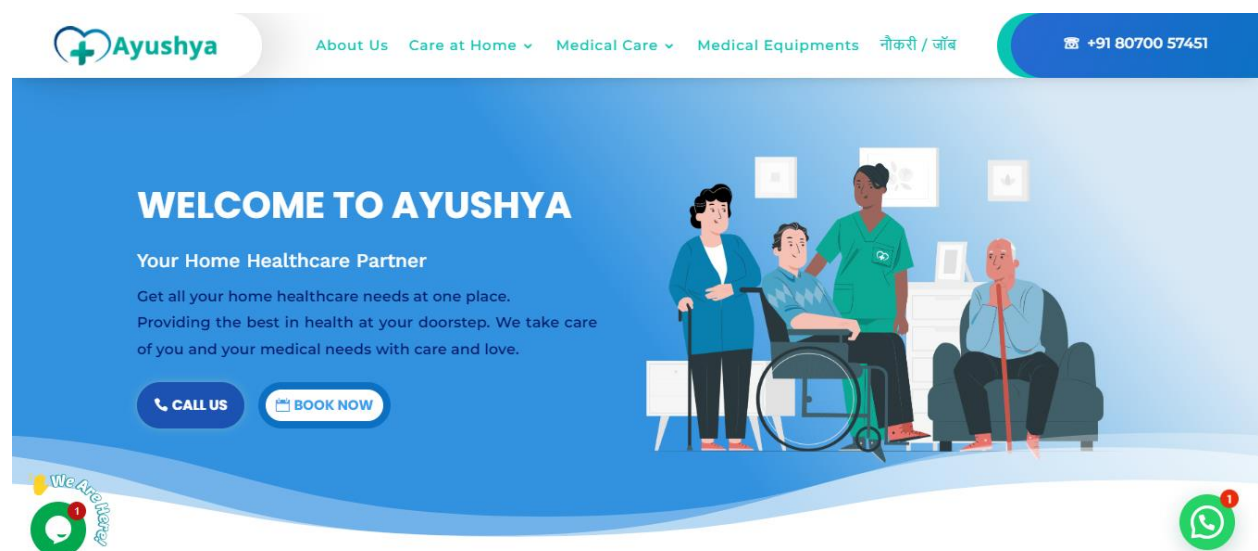 Ayushya
About Us Care at Home Medical Care Medical Equipments नौकरी / जॉब
+91 80700 57451
WELCOME TO AYUSHYA
Your Home Healthcare Partner
Get all your home healthcare needs at one place.
Providing the best in health at your doorstep. We take care
of you and your medical needs with care and love.
CALL US
BOOK NOW
We Are Here!
1
1